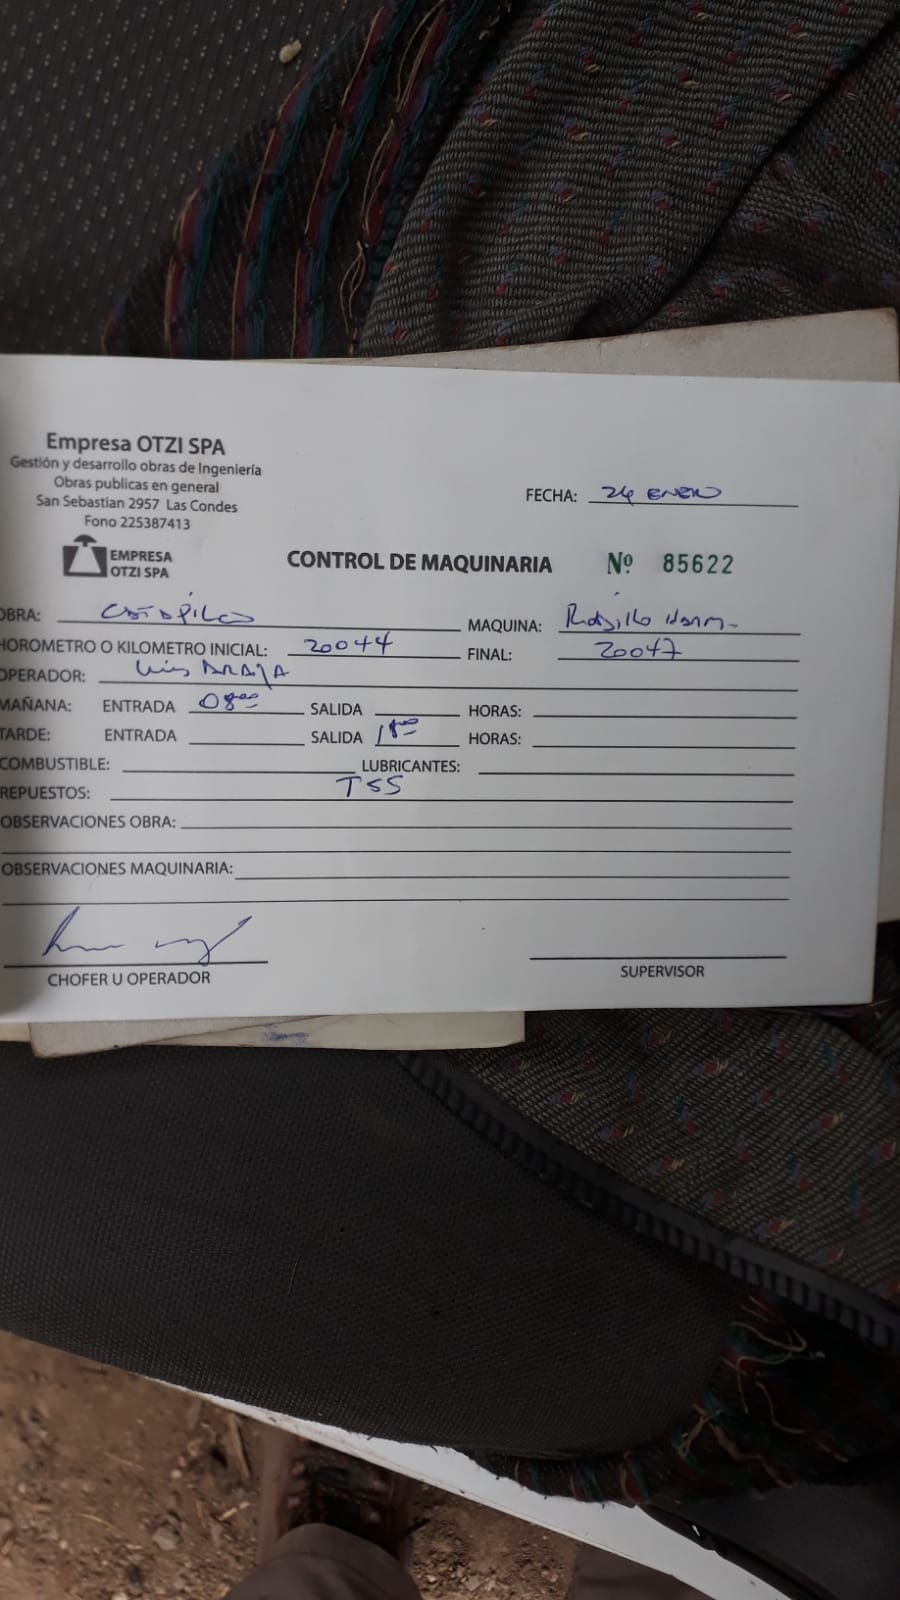 Empresa OTZI SPA
Gestión y desarrollo obras de Ingeniería
Obras publicas en general
San Sebastian 2957 Las Condes
Fono 225387413
EMPRESA
OTZI SPA
FECHA: 24 ENERO
CONTROL DE MAQUINARIA Nº 85622
OBRA: MAQUINA: Rodillo Hamm-
HOROMETRO O KILOMETRO INICIAL: 20044 FINAL: 20047
OPERADOR: Luis ARAYA
MAÑANA: ENTRADA 08⁰⁰ SALIDA HORAS:
TARDE: ENTRADA SALIDA HORAS:
COMBUSTIBLE: LUBRICANTES:
REPUESTOS: TSS
OBSERVACIONES OBRA:
OBSERVACIONES MAQUINARIA:
CHOFER U OPERADOR SUPERVISOR